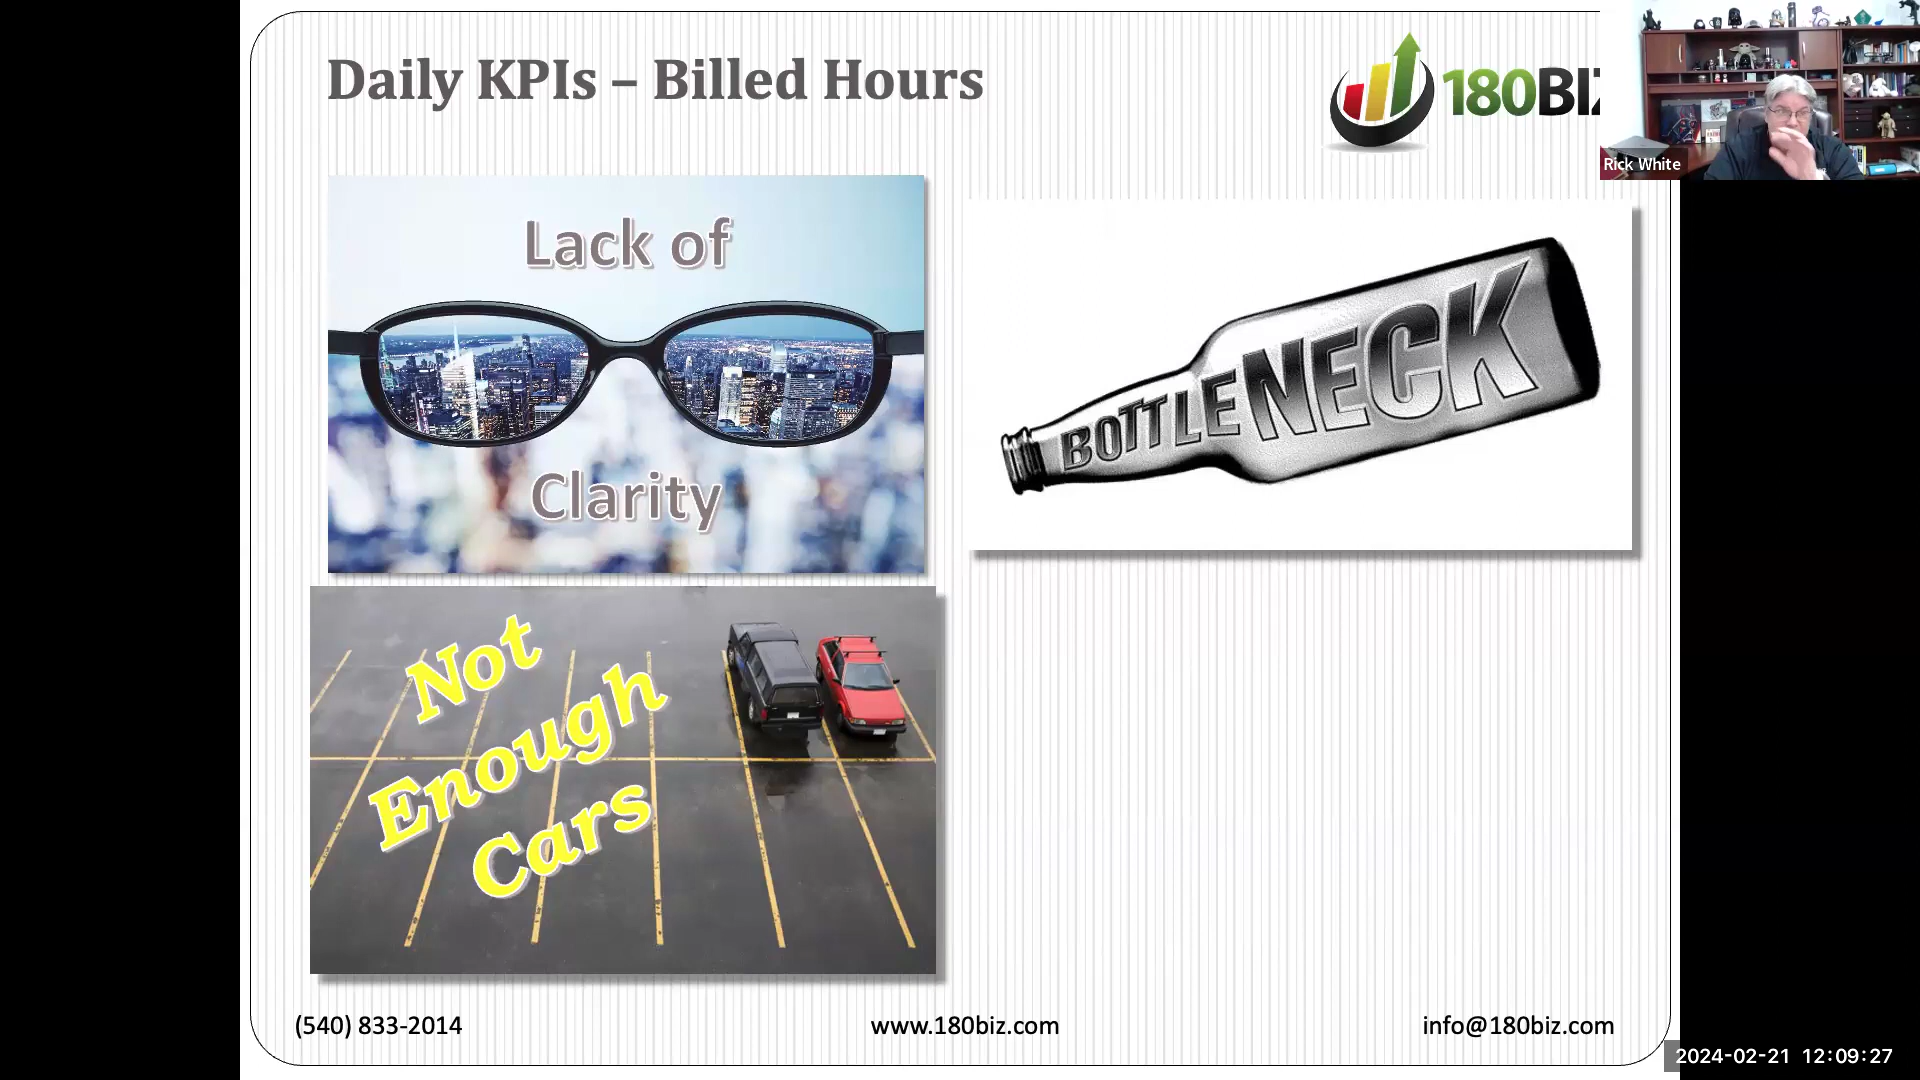 Daily KPIs – Billed Hours
180BIZ
Rick White
Lack of
Clarity
BOTTLENECK
Not
Enough
Cars
(540) 833-2014
www.180biz.com
info@180biz.com
2024-02-21 12:09:27